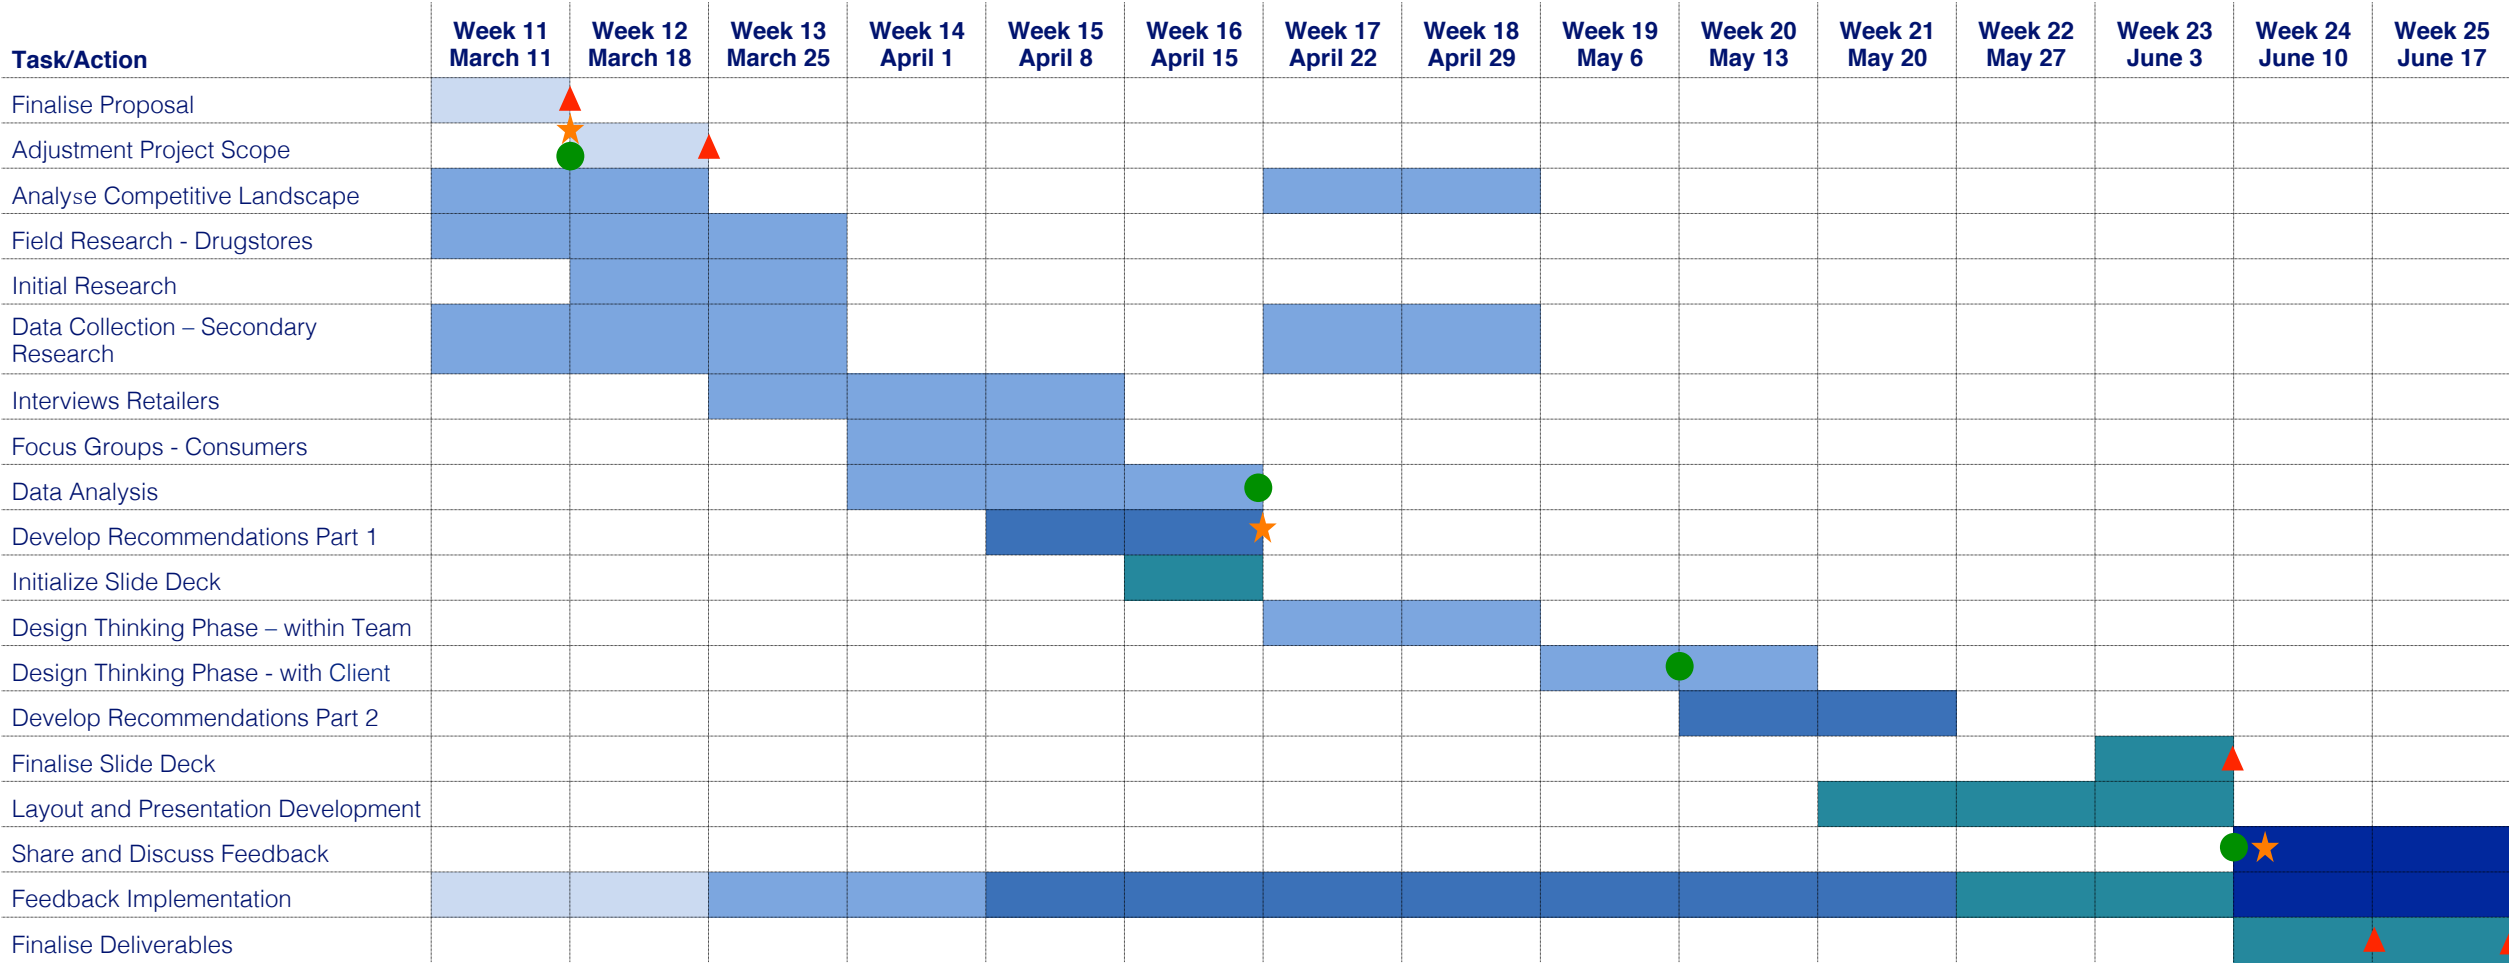 Task/Action
Week 11
March 11
Week 12
March 18
Week 13
March 25
Week 14
April 1
Week 15
April 8
Week 16
April 15
Week 17
April 22
Week 18
April 29
Week 19
May 6
Week 20
May 13
Week 21
May 20
Week 22
May 27
Week 23
June 3
Week 24
June 10
Week 25
June 17
Finalise Proposal
Adjustment Project Scope
Analyse Competitive Landscape
Field Research - Drugstores
Initial Research
Data Collection – Secondary
Research
Interviews Retailers
Focus Groups - Consumers
Data Analysis
Develop Recommendations Part 1
Initialize Slide Deck
Design Thinking Phase – within Team
Design Thinking Phase - with Client
Develop Recommendations Part 2
Finalise Slide Deck
Layout and Presentation Development
Share and Discuss Feedback
Feedback Implementation
Finalise Deliverables